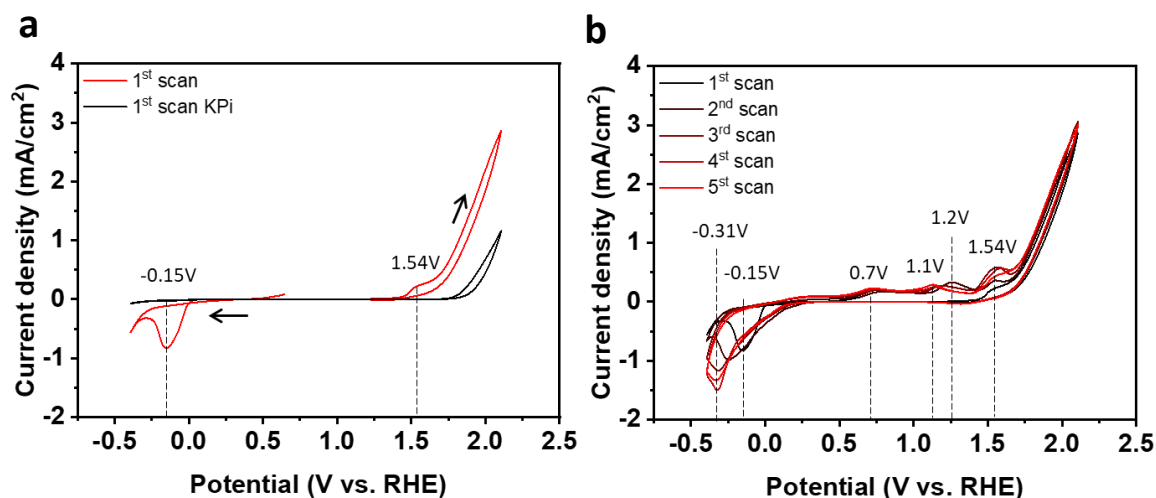 a
Current density (mA/cm²)
4
3
2
1
0
-1
-2
1st scan
1st scan KPi
-0.15V
1.54V
-0.5 0.0 0.5 1.0 1.5 2.0 2.5
Potential (V vs. RHE)
b
Current density (mA/cm²)
4
3
2
1
0
-1
-2
1st scan
2nd scan
3rd scan
4st scan
5st scan
-0.31V
-0.15V
0.7V
1.1V
1.2V
1.54V
-0.5 0.0 0.5 1.0 1.5 2.0 2.5
Potential (V vs. RHE)